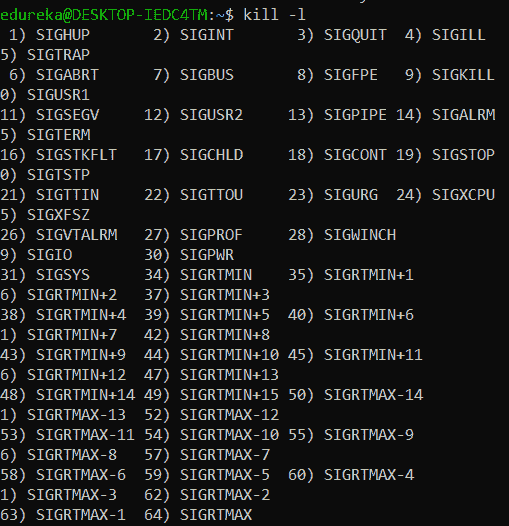 edureka@DESKTOP-IEDC4TM:~$ kill -l
1) SIGHUP 2) SIGINT 3) SIGQUIT 4) SIGILL
5) SIGTRAP
6) SIGABRT 7) SIGBUS 8) SIGFPE 9) SIGKILL
0) SIGUSR1
11) SIGSEGV 12) SIGUSR2 13) SIGPIPE 14) SIGALRM
5) SIGTERM
16) SIGSTKFLT 17) SIGCHLD 18) SIGCONT 19) SIGSTOP
0) SIGTSTP
21) SIGTTIN 22) SIGTTOU 23) SIGURG 24) SIGXCPU
5) SIGXFSZ
26) SIGVTALRM 27) SIGPROF 28) SIGWINCH
9) SIGIO 30) SIGPWR
31) SIGSYS 34) SIGRTMIN 35) SIGRTMIN+1
6) SIGRTMIN+2 37) SIGRTMIN+3
38) SIGRTMIN+4 39) SIGRTMIN+5 40) SIGRTMIN+6
1) SIGRTMIN+7 42) SIGRTMIN+8
43) SIGRTMIN+9 44) SIGRTMIN+10 45) SIGRTMIN+11
6) SIGRTMIN+12 47) SIGRTMIN+13
48) SIGRTMIN+14 49) SIGRTMIN+15 50) SIGRTMAX-14
1) SIGRTMAX-13 52) SIGRTMAX-12
53) SIGRTMAX-11 54) SIGRTMAX-10 55) SIGRTMAX-9
6) SIGRTMAX-8 57) SIGRTMAX-7
58) SIGRTMAX-6 59) SIGRTMAX-5 60) SIGRTMAX-4
1) SIGRTMAX-3 62) SIGRTMAX-2
63) SIGRTMAX-1 64) SIGRTMAX